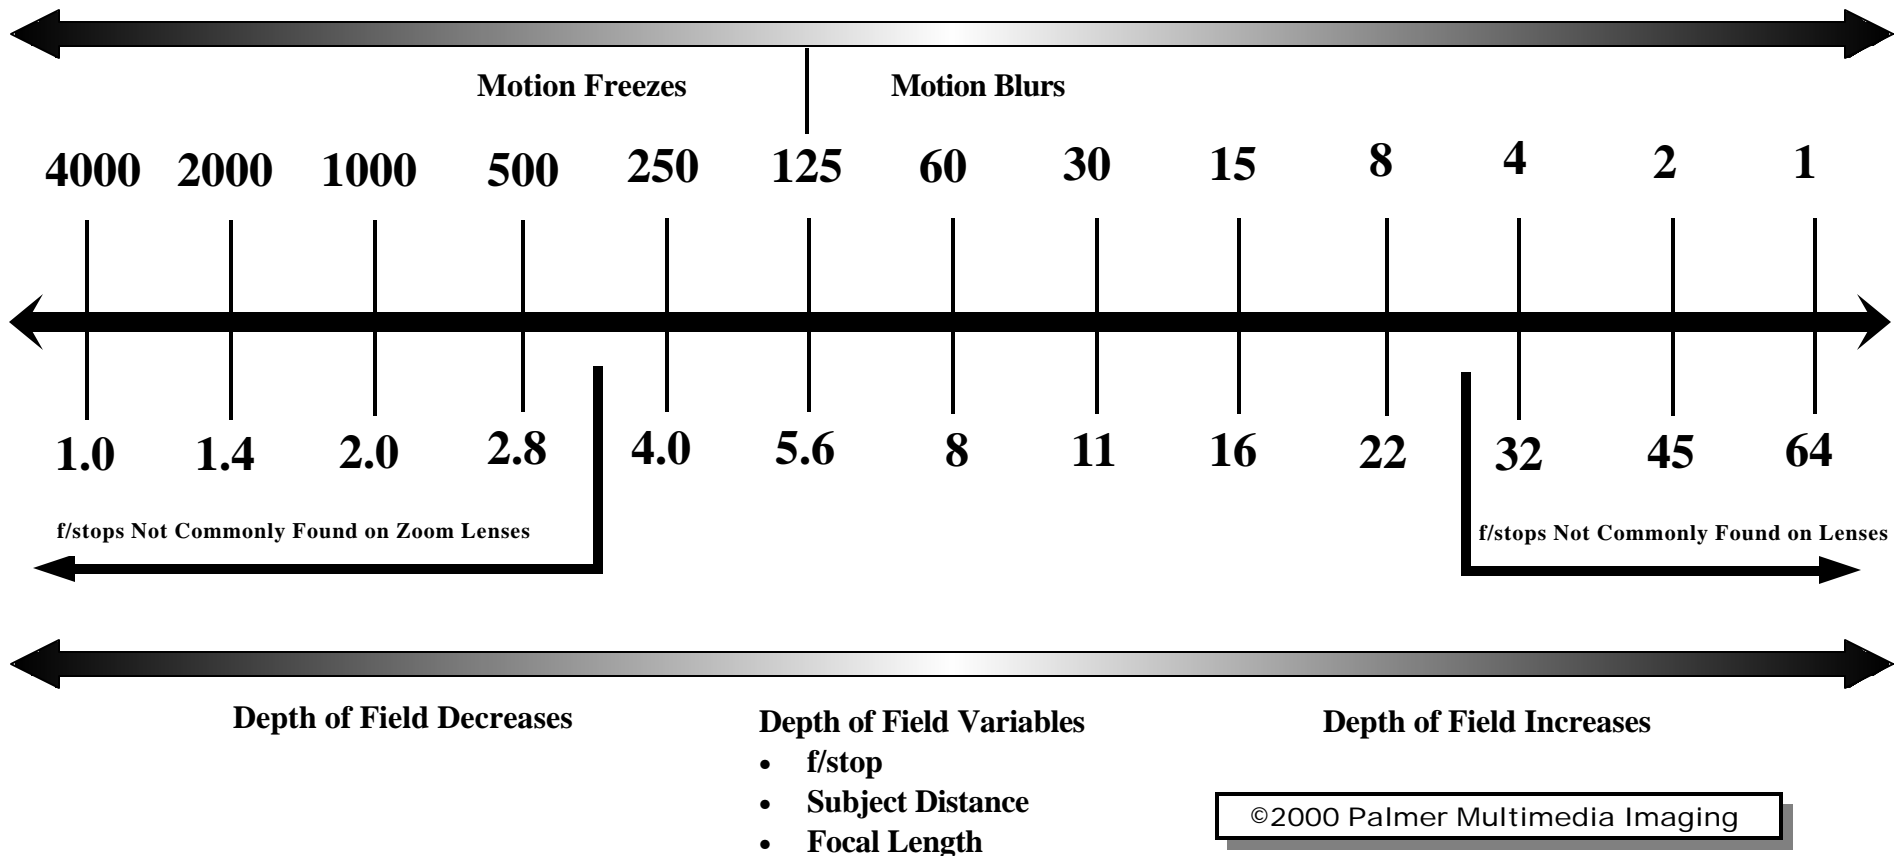 Motion Freezes Motion Blurs
4000 2000 1000 500 250 125 60 30 15 8 4 2 1
1.0 1.4 2.0 2.8 4.0 5.6 8 11 16 22 32 45 64
f/stops Not Commonly Found on Zoom Lenses f/stops Not Commonly Found on Lenses
Depth of Field Decreases Depth of Field Variables Depth of Field Increases
• f/stop
• Subject Distance
• Focal Length
©2000 Palmer Multimedia Imaging